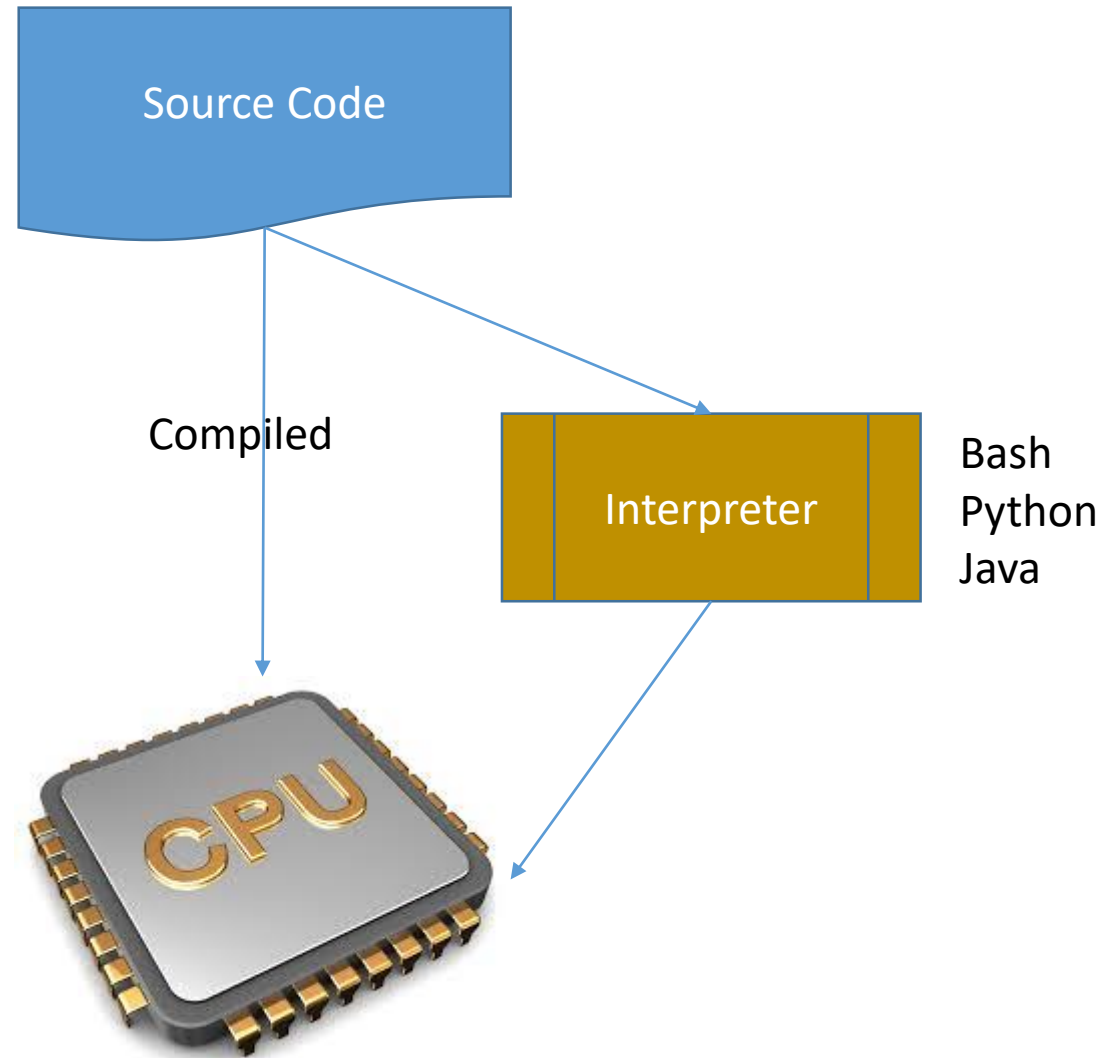 Source Code
Compiled
Interpreter
Bash
Python
Java
CPU